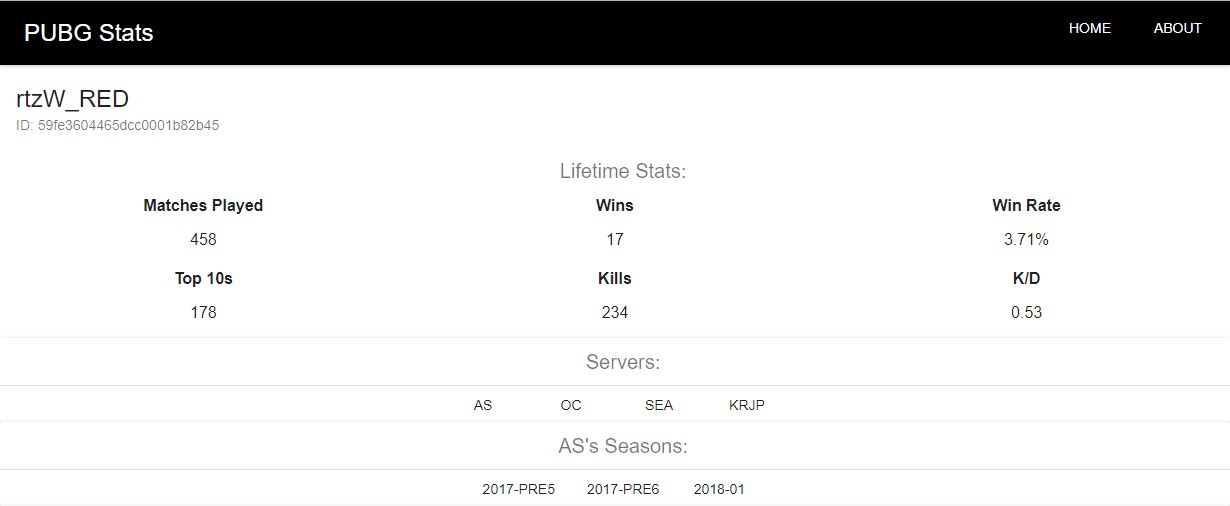 PUBG Stats HOME ABOUT
rtzW_RED
ID: 59fe3604465dcc0001b82b45
Lifetime Stats:
Matches Played Wins Win Rate
458 17 3.71%
Top 10s Kills K/D
178 234 0.53
Servers:
AS OC SEA KRJP
AS's Seasons:
2017-PRE5 2017-PRE6 2018-01